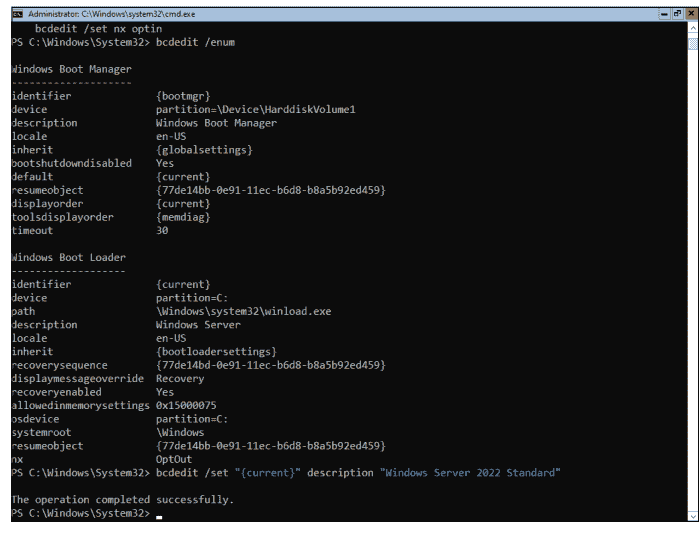 Administrator: C:\Windows\system32\cmd.exe
bcdedit /set nx optin
PS C:\Windows\System32> bcdedit /enum
Windows Boot Manager
--------------------
identifier {bootmgr}
device partition=\Device\HarddiskVolume1
description Windows Boot Manager
locale en-US
inherit {globalsettings}
bootshutdowndisabled Yes
default {current}
resumeobject {77de14bb-0e91-11ec-b6d8-b8a5b92ed459}
displayorder {current}
toolsdisplayorder {memdiag}
timeout 30
Windows Boot Loader
-------------------
identifier {current}
device partition=C:
path \Windows\system32\winload.exe
description Windows Server
locale en-US
inherit {bootloadersettings}
recoverysequence {77de14bd-0e91-11ec-b6d8-b8a5b92ed459}
displaymessageoverride Recovery
recoveryenabled Yes
allowedinmemorysettings 0x15000075
osdevice partition=C:
systemroot \Windows
resumeobject {77de14bb-0e91-11ec-b6d8-b8a5b92ed459}
nx OptOut
PS C:\Windows\System32> bcdedit /set "{current}" description "Windows Server 2022 Standard"
The operation completed successfully.
PS C:\Windows\System32>